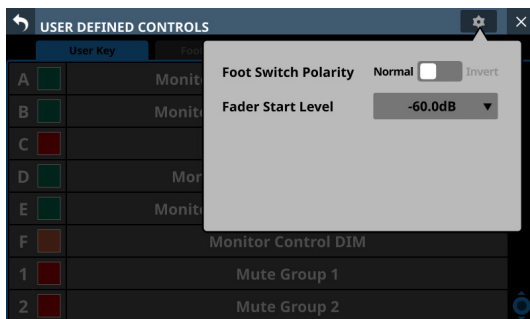 USER DEFINED CONTROLS
User Key Foot
Foot Switch Polarity Normal Invert
Fader Start Level -60.0dB
A Monit
B Monit
C
D Mor
E Monit
F Monitor Control DIM
1 Mute Group 1
2 Mute Group 2